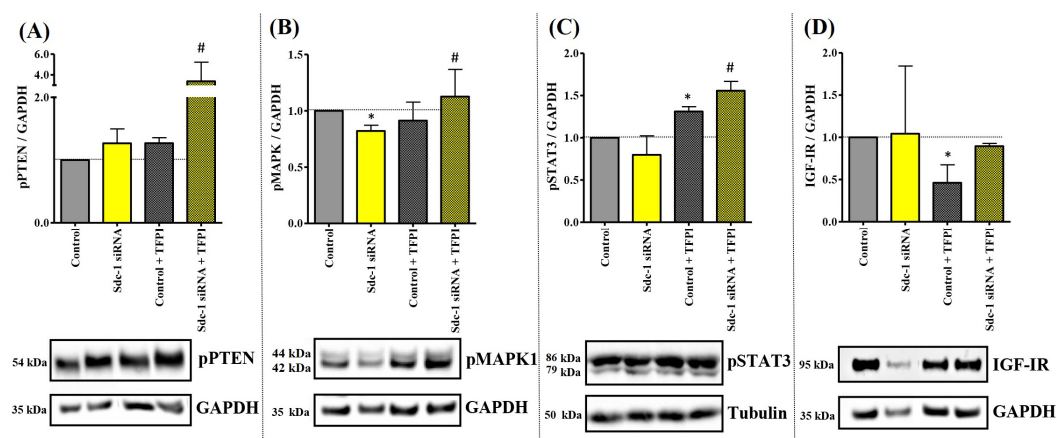 (A)
pPTEN / GAPDH
6.0
4.0
2.0
2.0
1.0
0.0
#
Control
Sdc-1 siRNA
Control + TFPI
Sdc-1 siRNA + TFPI
54 kDa
pPTEN
35 kDa
GAPDH
(B)
pMAPK / GAPDH
1.5
1.0
0.5
0.0
*
#
Control
Sdc-1 siRNA
Control + TFPI
Sdc-1 siRNA + TFPI
44 kDa
42 kDa
pMAPK1
35 kDa
GAPDH
(C)
pSTAT3 / GAPDH
2.0
1.5
1.0
0.5
0.0
*
#
Control
Sdc-1 siRNA
Control + TFPI
Sdc-1 siRNA + TFPI
86 kDa
79 kDa
pSTAT3
50 kDa
Tubulin
(D)
IGF-IR / GAPDH
2.0
1.5
1.0
0.5
0.0
*
Control
Sdc-1 siRNA
Control + TFPI
Sdc-1 siRNA + TFPI
95 kDa
IGF-IR
35 kDa
GAPDH